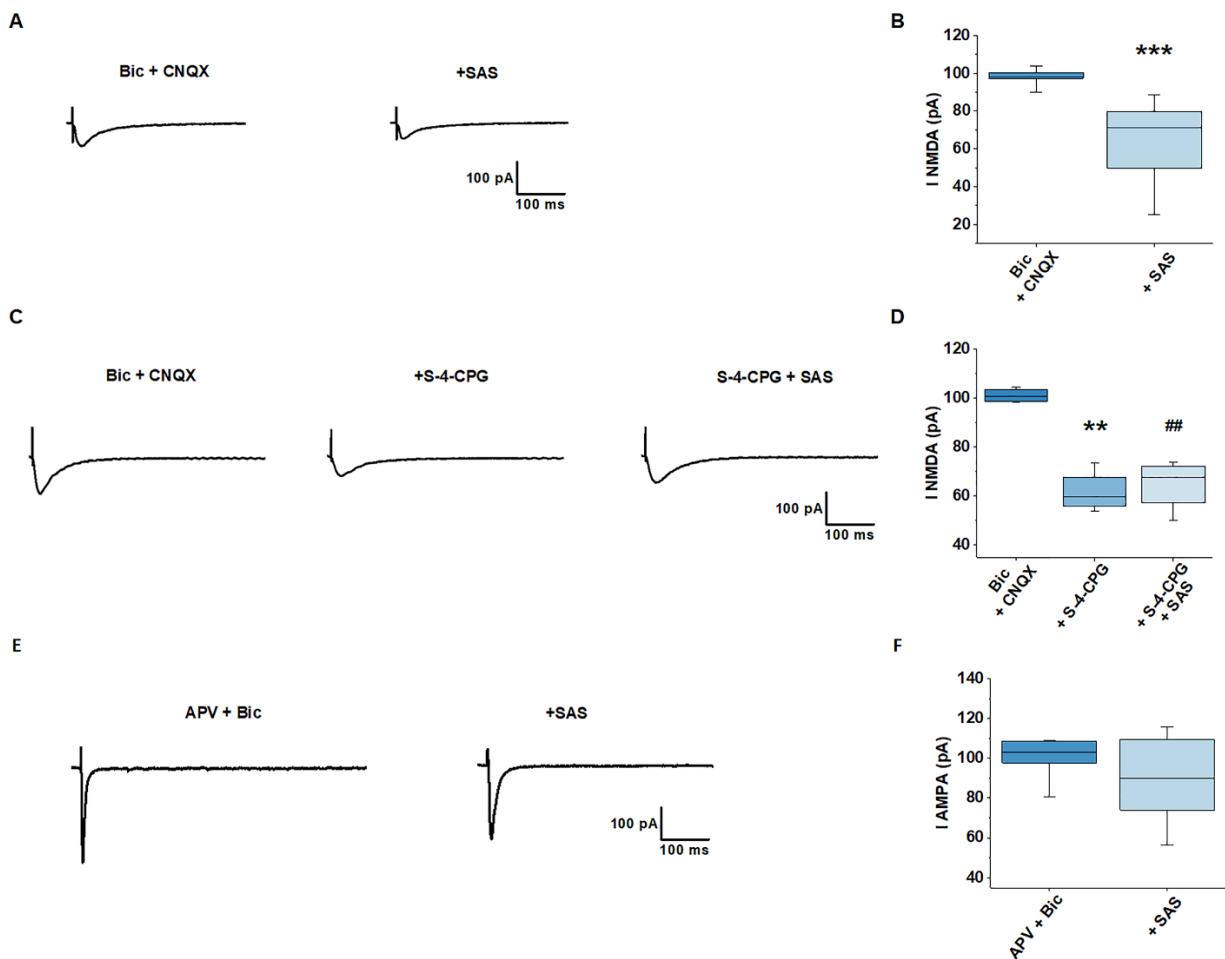 A
Bic + CNQX
+SAS
100 pA
100 ms
B
I NMDA (pA)
120
100
80
60
40
20
***
Bic
+ CNQX
+ SAS
C
Bic + CNQX
+S-4-CPG
S-4-CPG + SAS
100 pA
100 ms
D
I NMDA (pA)
120
100
80
60
40
**
##
Bic
+ CNQX
+ S-4-CPG
+ S-4-CPG
+ SAS
E
APV + Bic
+SAS
100 pA
100 ms
F
I AMPA (pA)
140
120
100
80
60
40
APV + Bic
+SAS